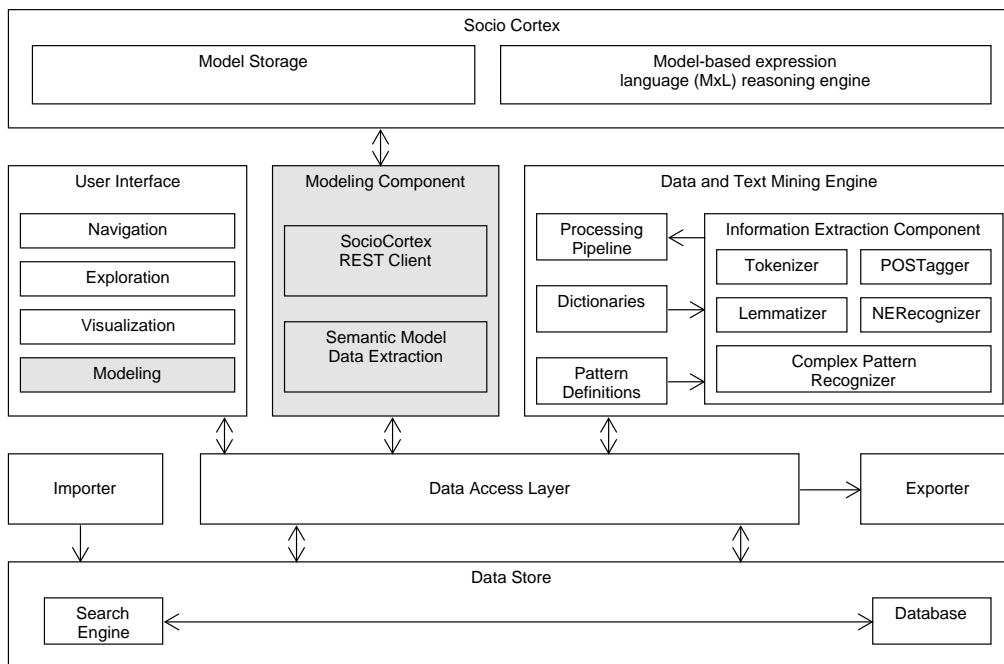 Socio Cortex
Model Storage
Model-based expression
language (MxL) reasoning engine
User Interface
Navigation
Exploration
Visualization
Modeling
Modeling Component
SocioCortex
REST Client
Semantic Model
Data Extraction
Data and Text Mining Engine
Processing
Pipeline
Dictionaries
Pattern
Definitions
Information Extraction Component
Tokenizer
POSTagger
Lemmatizer
NERecognizer
Complex Pattern
Recognizer
Importer
Data Access Layer
Exporter
Data Store
Search
Engine
Database